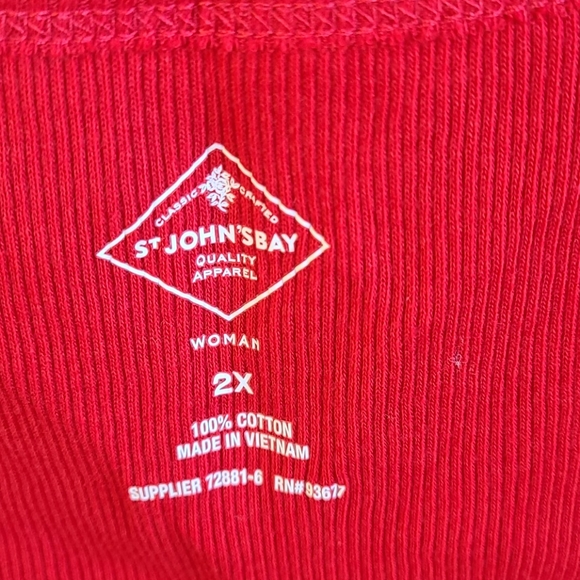 CLASSIC CRAFTED
ST JOHN'S BAY
QUALITY
APPAREL
WOMAN
2X
100% COTTON
MADE IN VIETNAM
SUPPLIER 72881-6 RN#93677